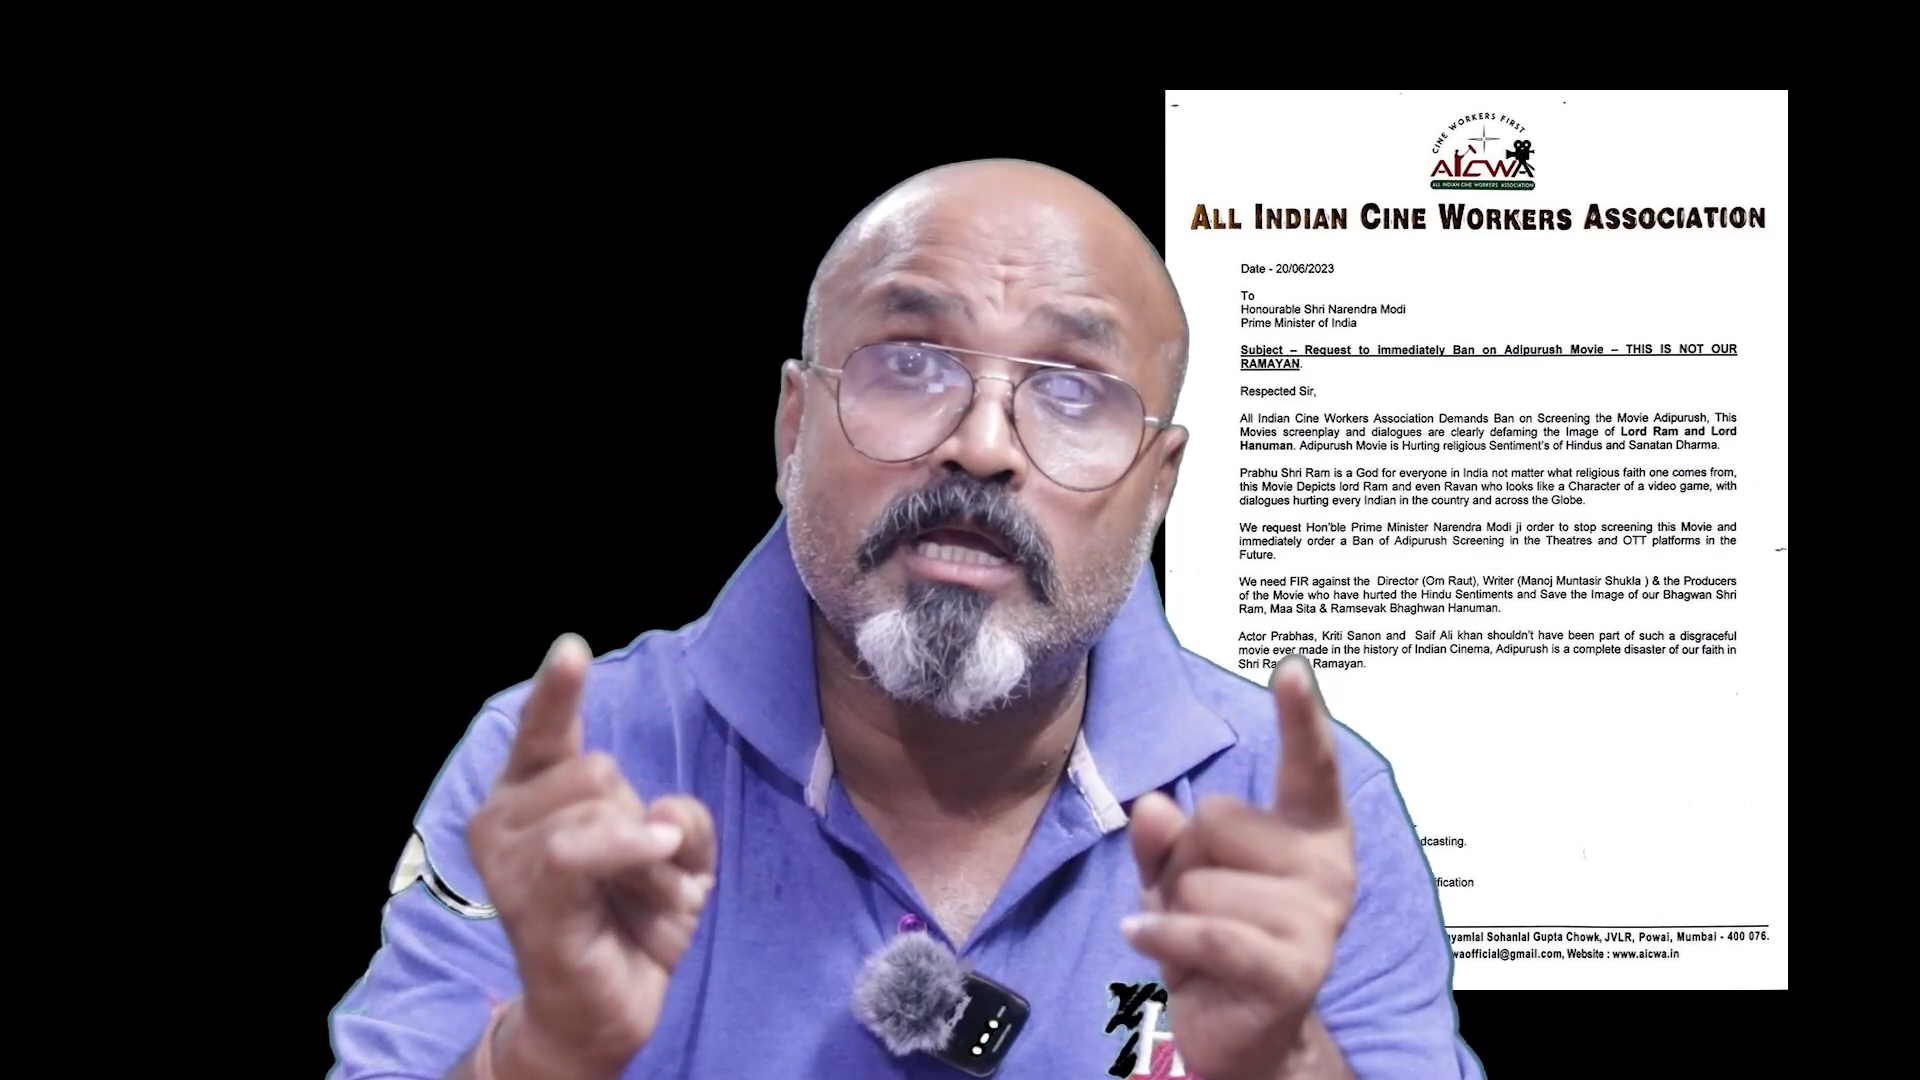 CINE WORKERS FIRST
AICWA
ALL INDIAN CINE WORKERS ASSOCIATION
ALL INDIAN CINE WORKERS ASSOCIATION
Date - 20/06/2023
To
Honourable Shri Narendra Modi
Prime Minister of India
Subject – Request to immediately Ban on Adipurush Movie – THIS IS NOT OUR
RAMAYAN.
Respected Sir,
All Indian Cine Workers Association Demands Ban on Screening the Movie Adipurush, This
Movies screenplay and dialogues are clearly defaming the Image of Lord Ram and Lord
Hanuman. Adipurush Movie is Hurting religious Sentiment's of Hindus and Sanatan Dharma.
Prabhu Shri Ram is a God for everyone in India not matter what religious faith one comes from,
this Movie Depicts lord Ram and even Ravan who looks like a Character of a video game, with
dialogues hurting every Indian in the country and across the Globe.
We request Hon'ble Prime Minister Narendra Modi ji order to stop screening this Movie and
immediately order a Ban of Adipurush Screening in the Theatres and OTT platforms in the
Future.
We need FIR against the Director (Om Raut), Writer (Manoj Muntasir Shukla ) & the Producers
of the Movie who have hurted the Hindu Sentiments and Save the Image of our Bhagwan Shri
Ram, Maa Sita & Ramsevak Bhaghwan Hanuman.
Actor Prabhas, Kriti Sanon and Saif Ali khan shouldn't have been part of such a disgraceful
movie ever made in the history of Indian Cinema, Adipurush is a complete disaster of our faith in
Shri Ra Ramayan.
dcasting.
ification
yamlal Sohanlal Gupta Chowk, JVLR, Powai, Mumbai - 400 076.
waofficial@gmail.com, Website : www.aicwa.in